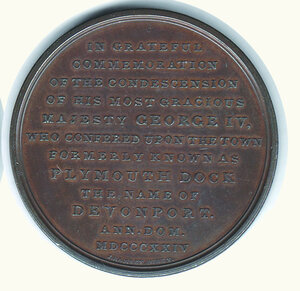 IN GRATEFUL
COMMEMORATION
OF THE CONDESCENSION
OF HIS MOST GRACIOUS
MAJESTY GEORGE IV,
WHO CONFERED UPON THE TOWN
FORMERLY KNOWN AS
PLYMOUTH DOCK
THE NAME OF
DEVONPORT.
ANN. DOM.
MDCCCXXIV